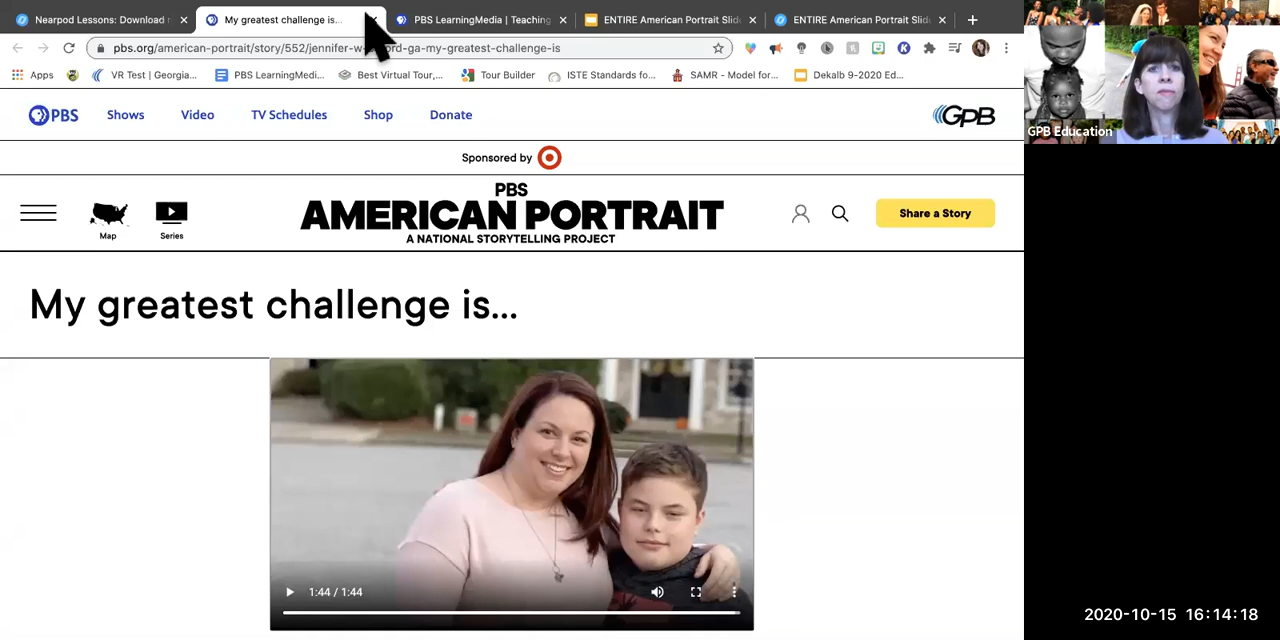 Nearpod Lessons: Download
My greatest challenge is...
PBS LearningMedia | Teaching
ENTIRE American Portrait Slide
ENTIRE American Portrait Slide
pbs.org/american-portrait/story/552/jennifer-w ord-ga-my-greatest-challenge-is
Apps
VR Test | Georgia...
PBS LearningMedi...
Best Virtual Tour,...
Tour Builder
ISTE Standards fo...
SAMR - Model for...
Dekalb 9-2020 Ed...
PBS
Shows
Video
TV Schedules
Shop
Donate
GPB
Sponsored by
Map
Series
PBS
AMERICAN PORTRAIT
A NATIONAL STORYTELLING PROJECT
Share a Story
My greatest challenge is...
1:44 / 1:44
GPB Education
2020-10-15 16:14:18